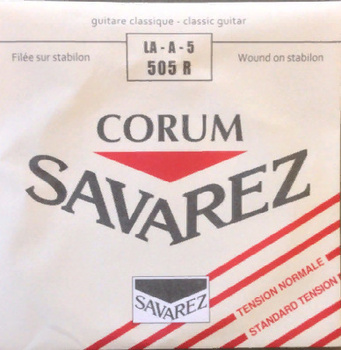 guitare classique - classic guitar
Filée sur stabilon
LA - A - 5
505 R
Wound on stabilon
CORUM
SAVAREZ
SAVAREZ
TENSION NORMALE
STANDARD TENSION